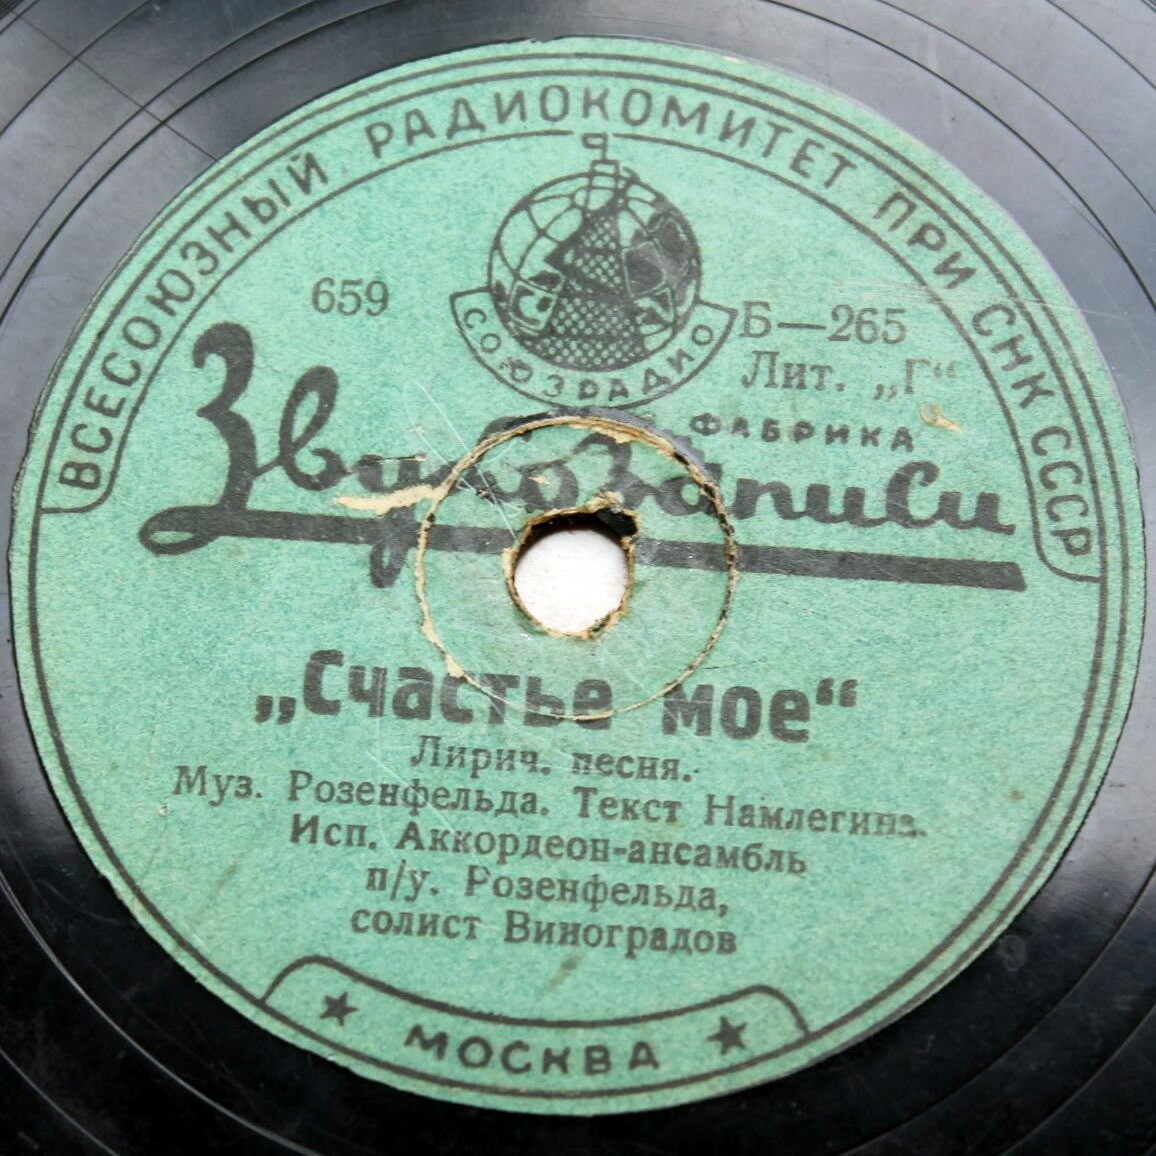 ВСЕСОЮЗНЫЙ РАДИОКОМИТЕТ ПРИ СНК СССР
СОЮЗРАДИО
659
Б—265
Лит. „Г“
ФАБРИКА
Звукозаписи
„Счастье мое“
Лирич. песня.
Муз. Розенфельда. Текст Намлегина.
Исп. Аккордеон-ансамбль
п/у. Розенфельда,
солист Виноградов
МОСКВА